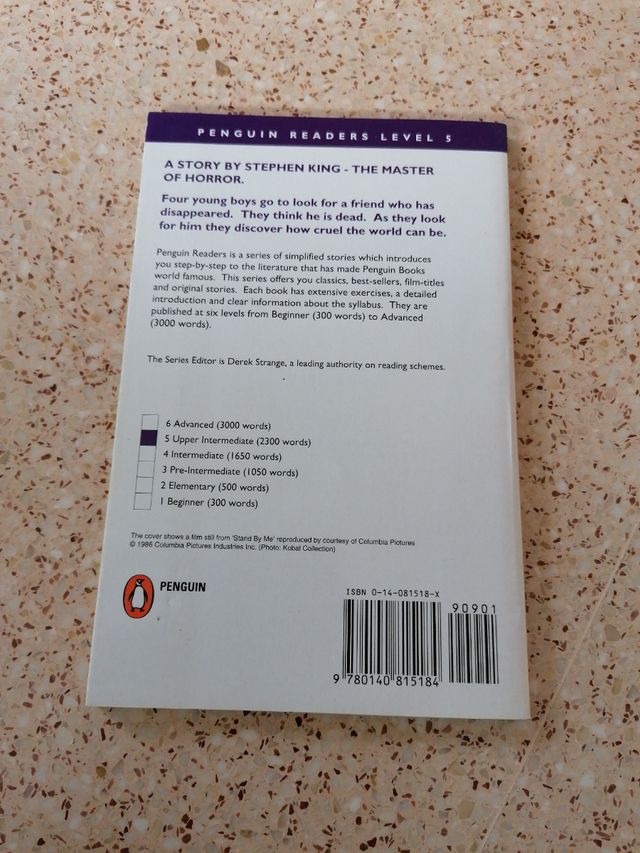 PENGUIN READERS LEVEL 5
A STORY BY STEPHEN KING - THE MASTER
OF HORROR.
Four young boys go to look for a friend who has
disappeared. They think he is dead. As they look
for him they discover how cruel the world can be.
Penguin Readers is a series of simplified stories which introduces
you step-by-step to the literature that has made Penguin Books
world famous. This series offers you classics, best-sellers, film-titles
and original stories. Each book has extensive exercises, a detailed
introduction and clear information about the syllabus. They are
published at six levels from Beginner (300 words) to Advanced
(3000 words).
The Series Editor is Derek Strange, a leading authority on reading schemes.
6 Advanced (3000 words)
5 Upper Intermediate (2300 words)
4 Intermediate (1650 words)
3 Pre-Intermediate (1050 words)
2 Elementary (500 words)
1 Beginner (300 words)
The cover shows a film still from 'Stand By Me' reproduced by courtesy of Columbia Pictures
© 1986 Columbia Pictures Industries Inc. (Photo: Kobal Collection)
PENGUIN
ISBN 0-14-081518-X
90901
9 780140 815184